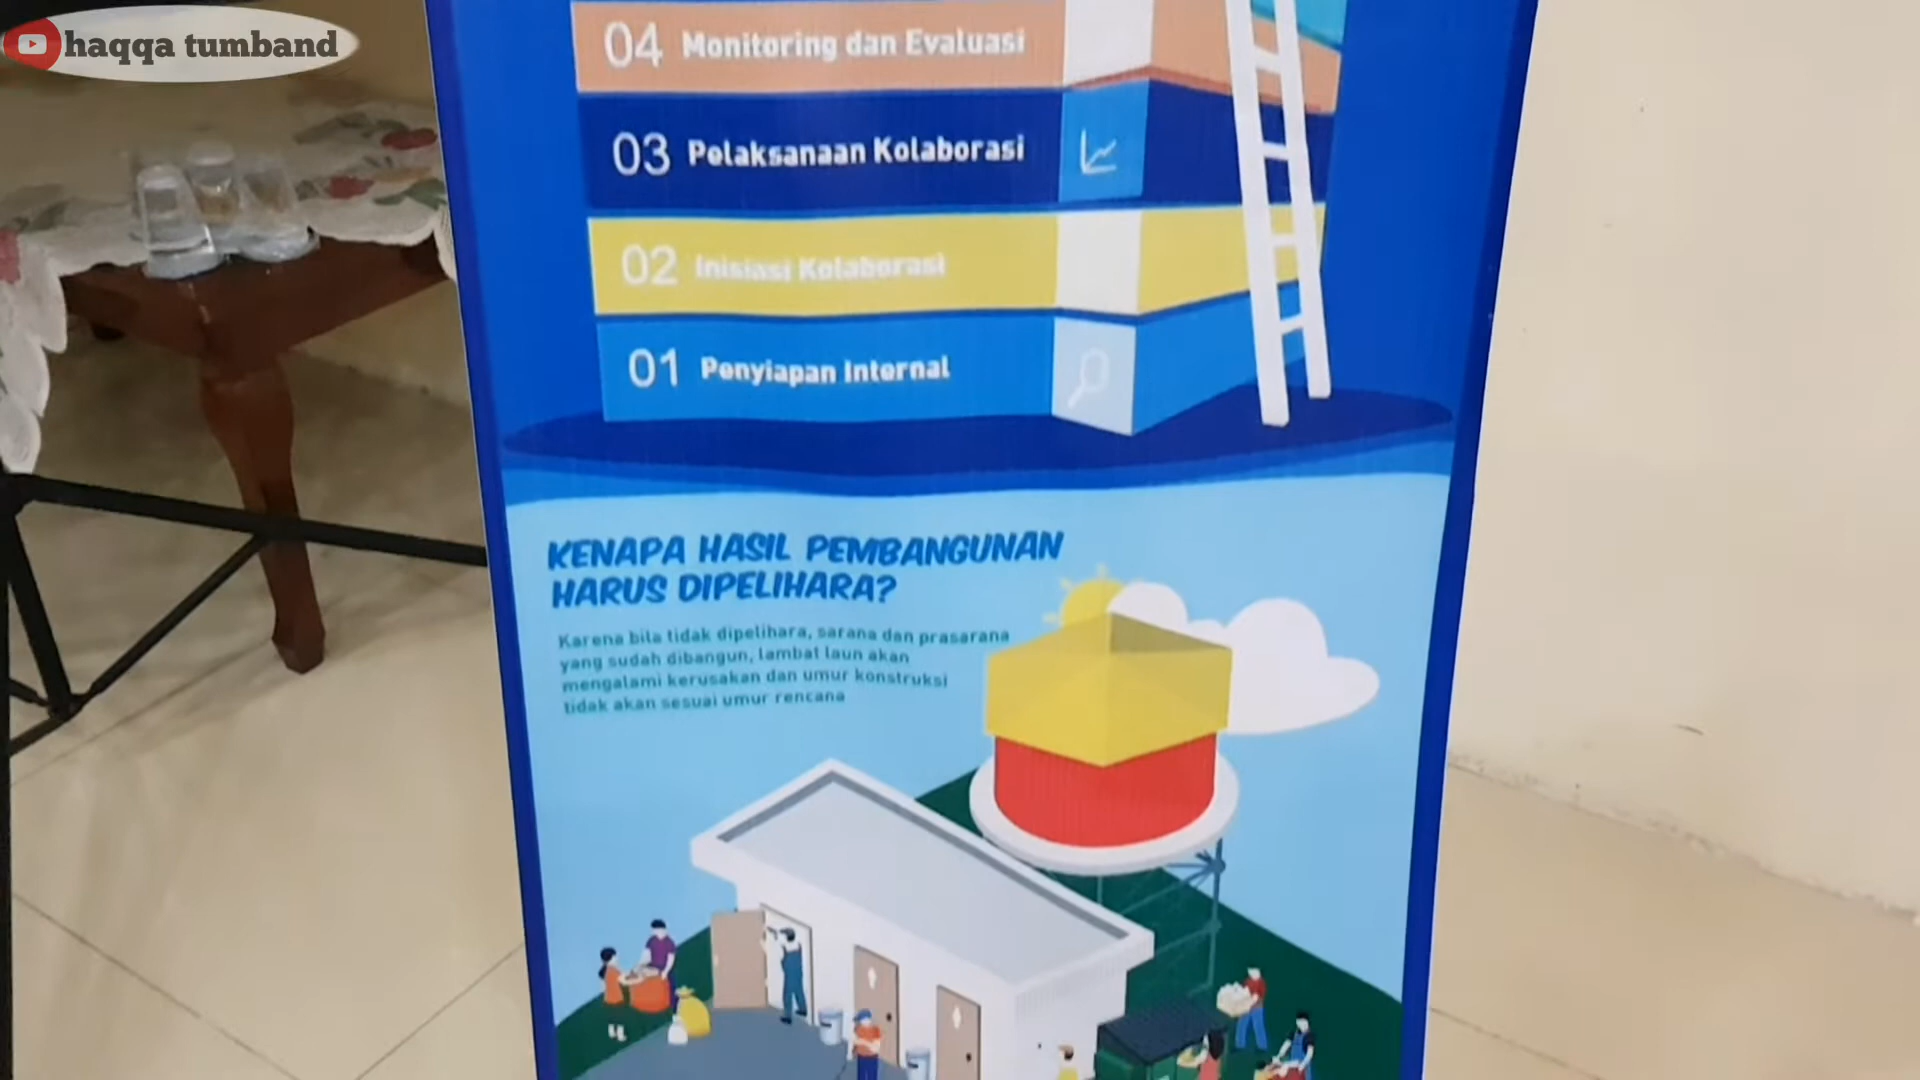 haqqa tumband
04 Monitoring dan Evaluasi
03 Pelaksanaan Kolaborasi
02 Inisiasi Kolaborasi
01 Penyiapan Internal
KENAPA HASIL PEMBANGUNAN
HARUS DIPELIHARA?
Karena bila tidak dipelihara, sarana dan prasarana
yang sudah dibangun, lambat laun akan
mengalami kerusakan dan umur konstruksi
tidak akan sesuai umur rencana